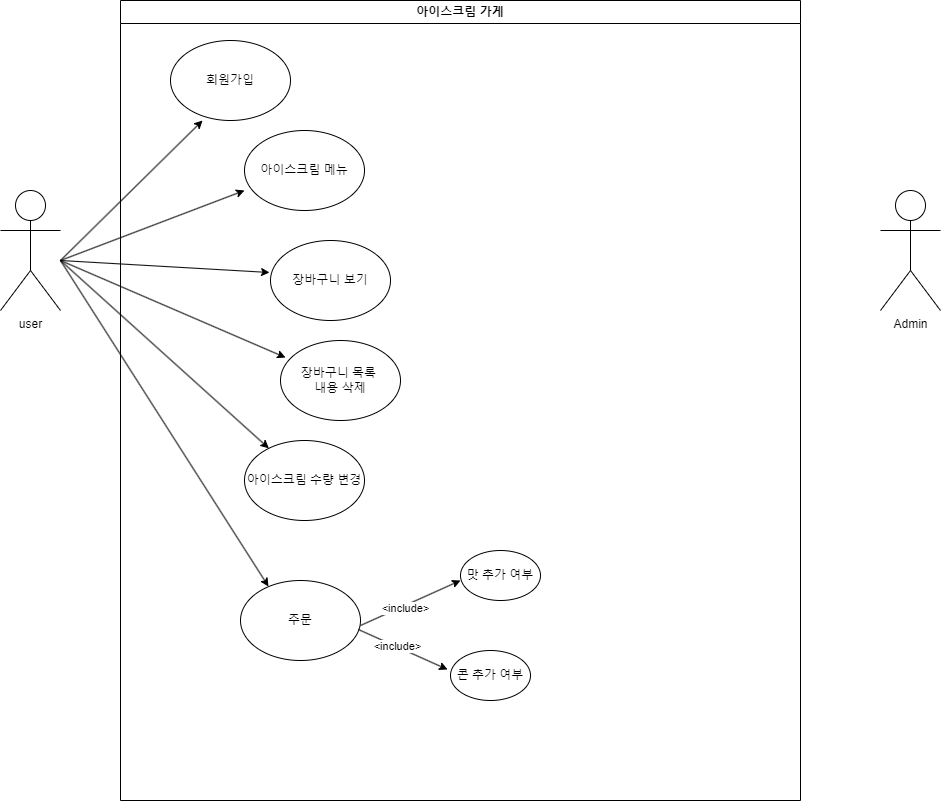 아이스크림 가게
회원가입
아이스크림 메뉴
장바구니 보기
user
Admin
장바구니 목록
내용 삭제
아이스크림 수량 변경
맛 추가 여부
<include>
주문
<include>
콘 추가 여부